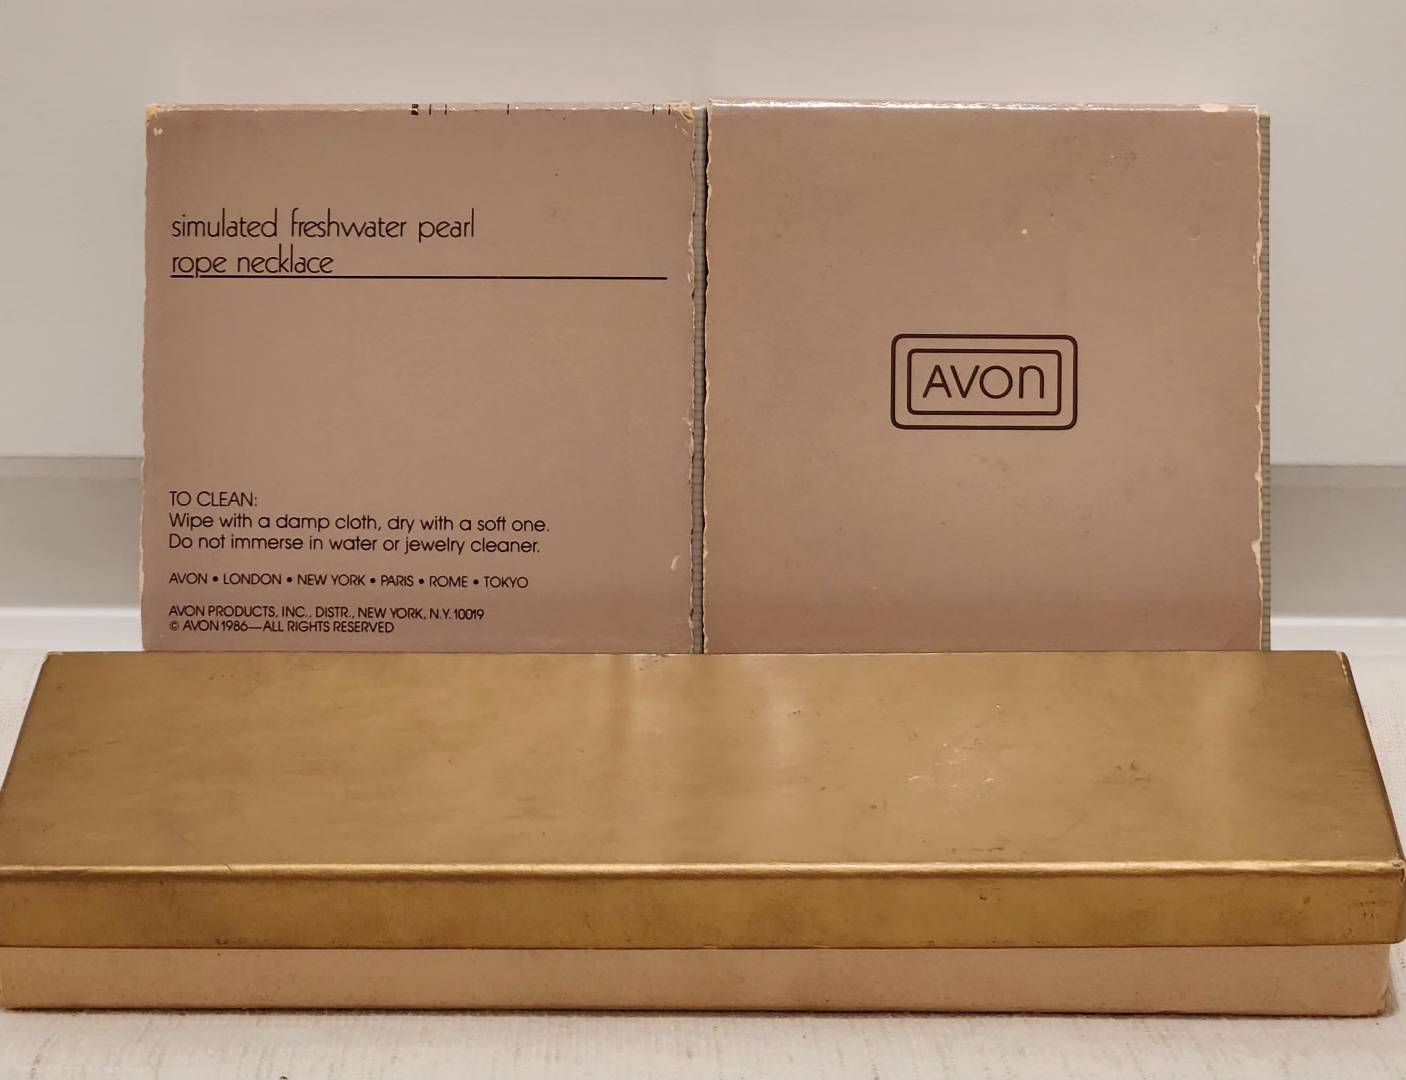 simulated freshwater pearl
rope necklace
TO CLEAN:
Wipe with a damp cloth, dry with a soft one.
Do not immerse in water or jewelry cleaner.
AVON • LONDON • NEW YORK • PARIS • ROME • TOKYO
AVON PRODUCTS, INC., DISTR., NEW YORK, N.Y. 10019
© AVON 1986—ALL RIGHTS RESERVED
AVON